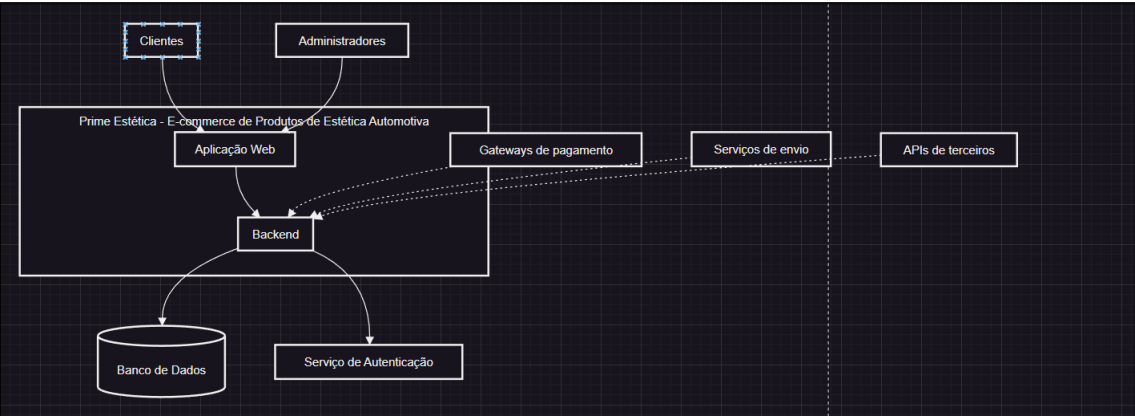 Clientes
Administradores
Prime Estética - E-commerce de Produtos de Estética Automotiva
Aplicação Web
Gateways de pagamento
Serviços de envio
APIs de terceiros
Backend
Banco de Dados
Serviço de Autenticação